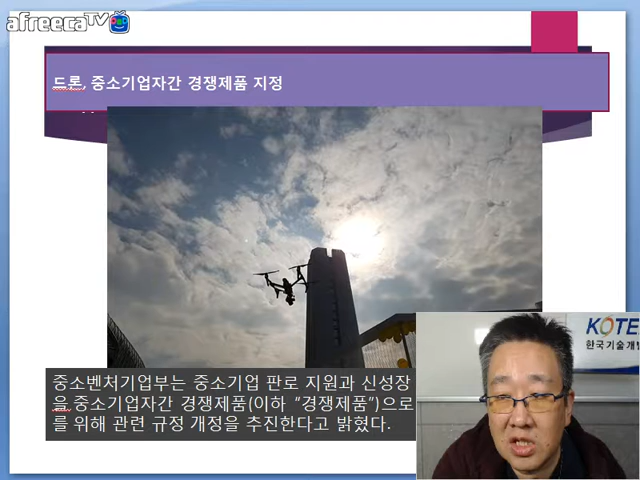 afreecaTV
드론, 중소기업자간 경쟁제품 지정
KOTE
한국기술개발
중소벤처기업부는 중소기업 판로 지원과 신성장
을 중소기업자간 경쟁제품(이하 "경쟁제품")으로
를 위해 관련 규정 개정을 추진한다고 밝혔다.